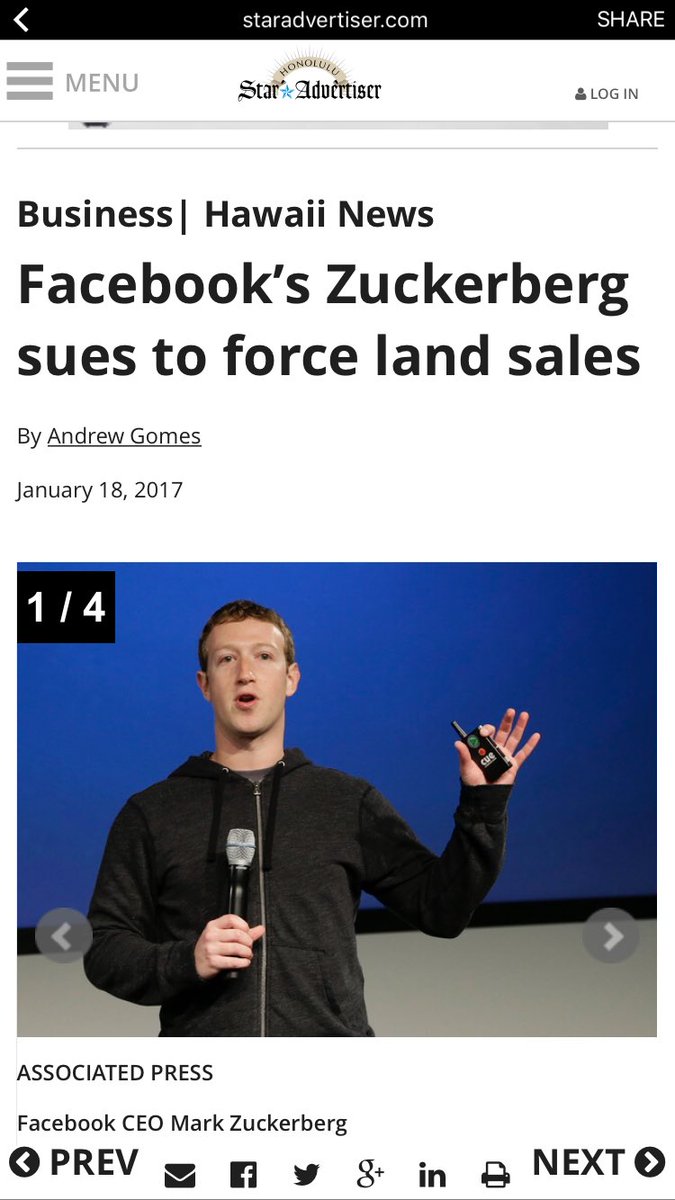 staradvertiser.com
SHARE
MENU
HONOLULU
Star Advertiser
LOG IN
Business| Hawaii News
Facebook’s Zuckerberg
sues to force land sales
By Andrew Gomes
January 18, 2017
1 / 4
cue
ASSOCIATED PRESS
Facebook CEO Mark Zuckerberg
PREV
g+
in
NEXT